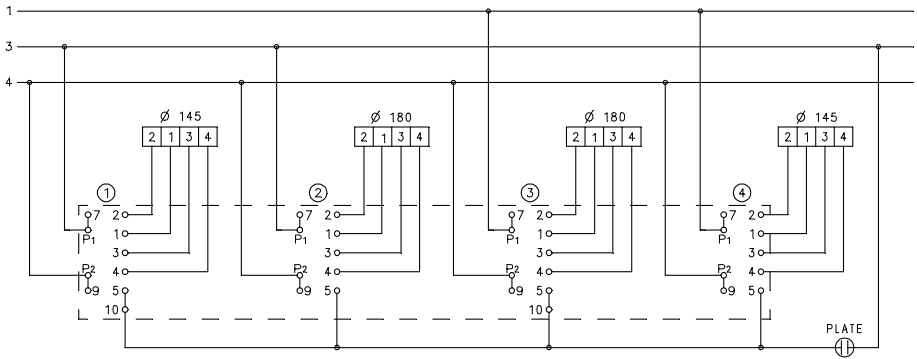 1
3
4
Ø 145 Ø 180 Ø 180 Ø 145
2 1 3 4 2 1 3 4 2 1 3 4 2 1 3 4
1 2 3 4
7 2 7 2 7 2 7 2
P1 1 P1 1 P1 1 P1 1
3 3 3 3
P2 4 P2 4 P2 4 P2 4
9 5 9 5 9 5 9 5
10 10
PLATE